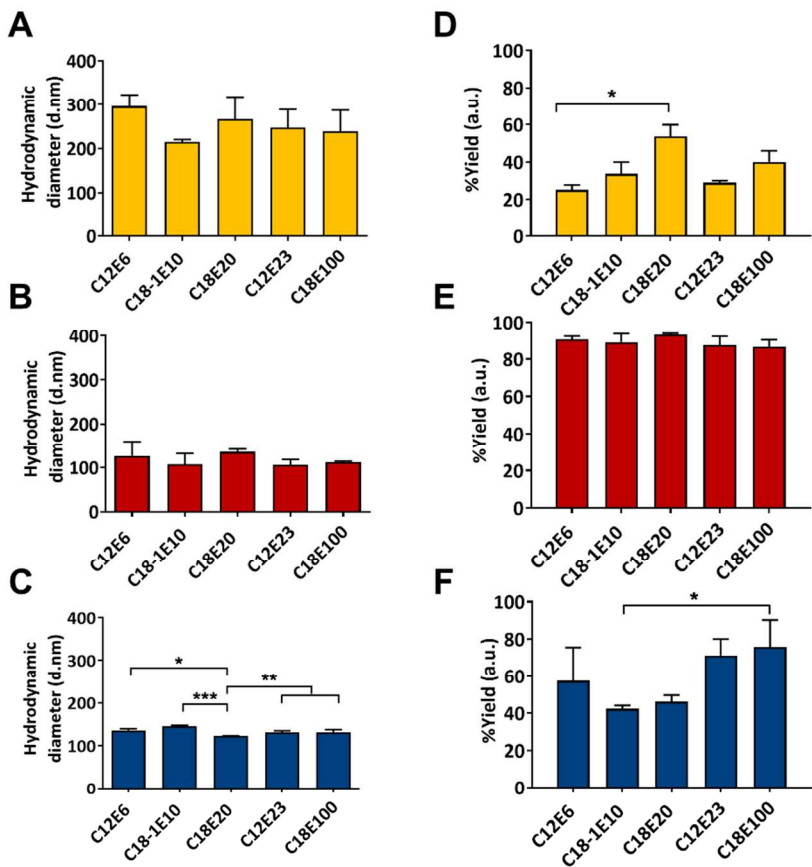 A
Hydrodynamic
diameter (d.nm)
400
300
200
100
0
C12E6
C18-1E10
C18E20
C12E23
C18E100
D
%Yield (a.u.)
100
80
60
40
20
0
*
C12E6
C18-1E10
C18E20
C12E23
C18E100
B
Hydrodynamic
diameter (d.nm)
400
300
200
100
0
C12E6
C18-1E10
C18E20
C12E23
C18E100
E
%Yield (a.u.)
100
80
60
40
20
0
C12E6
C18-1E10
C18E20
C12E23
C18E100
C
Hydrodynamic
diameter (d.nm)
400
300
200
100
0
*
***
**
C12E6
C18-1E10
C18E20
C12E23
C18E100
F
%Yield (a.u.)
100
80
60
40
20
0
*
C12E6
C18-1E10
C18E20
C12E23
C18E100